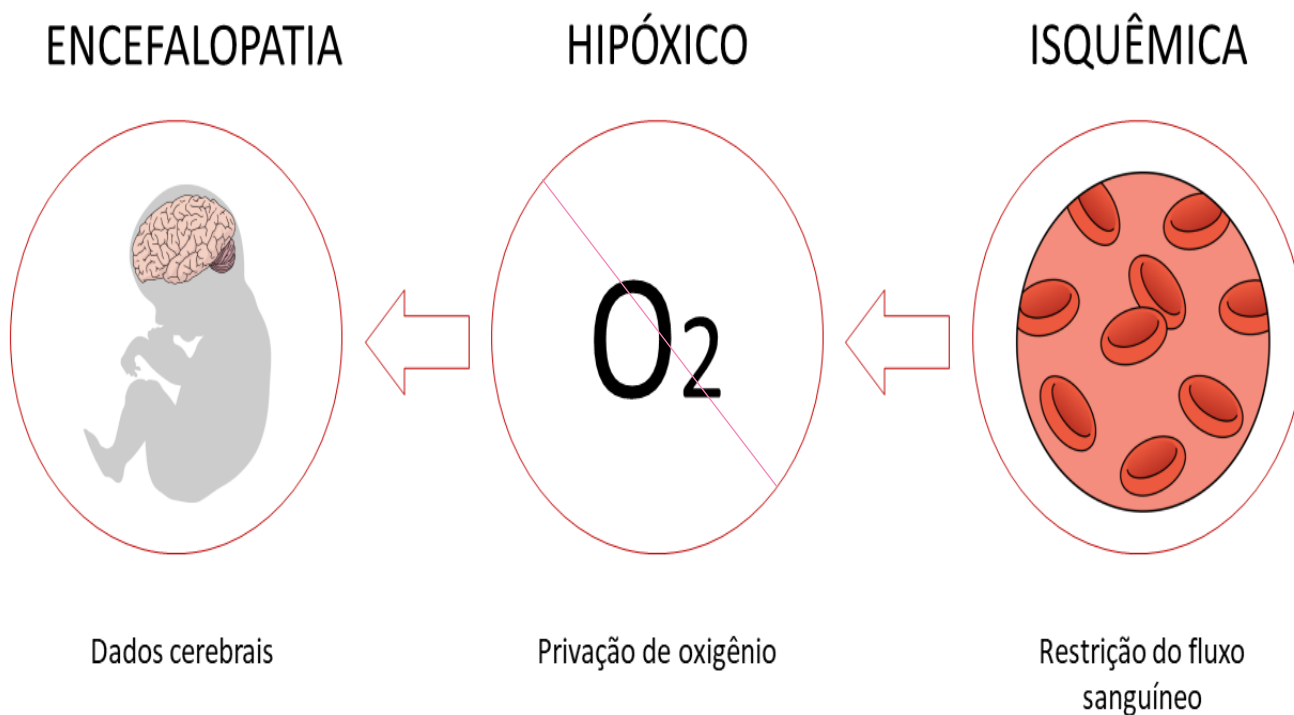 ENCEFALOPATIA
HIPÓXICO
ISQUÊMICA
O2
Dados cerebrais
Privação de oxigênio
Restrição do fluxo
sanguíneo